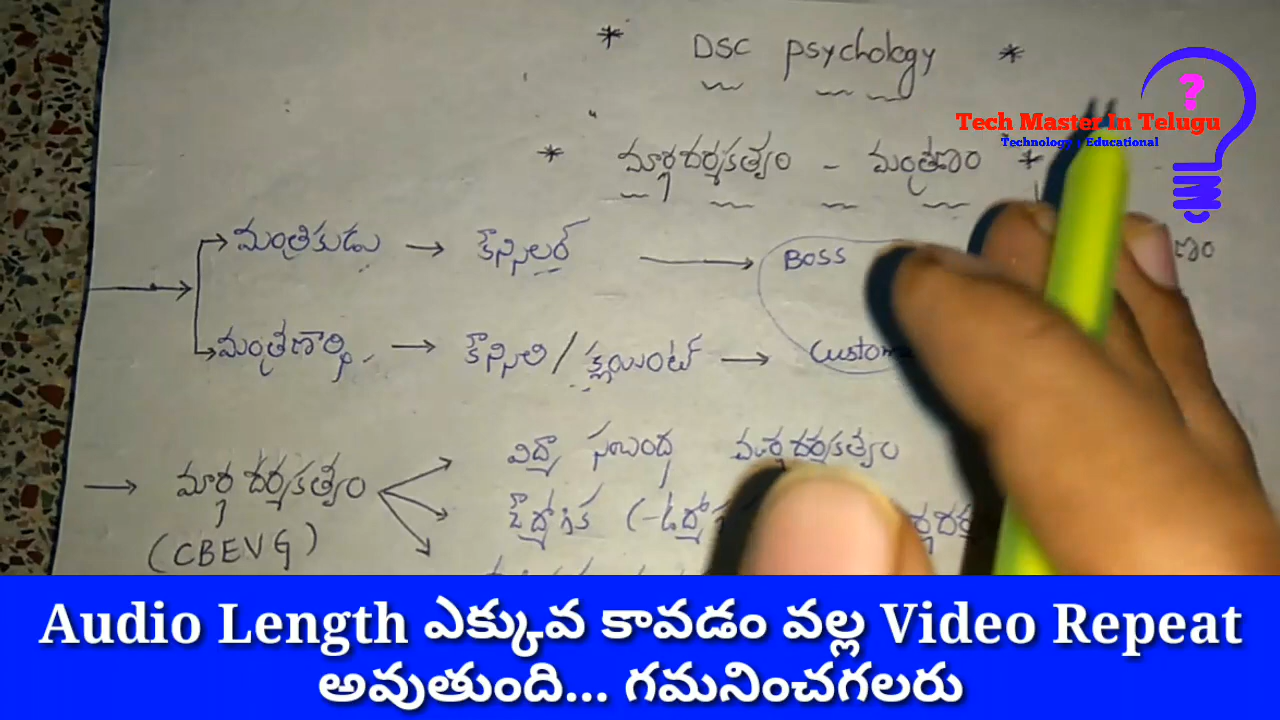 * DSC psychology *
Tech Master In Telugu
Technology | Educational
* మార్గదర్శకత్వం - మంత్రణం *
మంత్రికుడు → కౌన్సిలర్ → BOSS
మంత్రణార్థి → కౌన్సిలి / క్లయింట్ →
→ మార్గదర్శకత్వం
(CBEVG)
విద్యా సంబంధ మార్గదర్శకత్వం
Audio Length ఎక్కువ కావడం వల్ల Video Repeat
అవుతుంది... గమనించగలరు